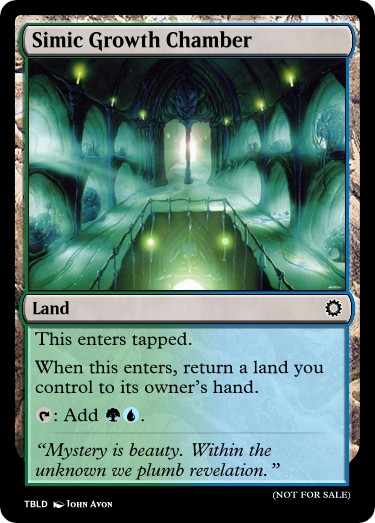 Simic Growth Chamber
Land
This enters tapped.
When this enters, return a land you
control to its owner's hand.
: Add .
“Mystery is beauty. Within the
unknown we plumb revelation.”
TBLD John Avon
(NOT FOR SALE)